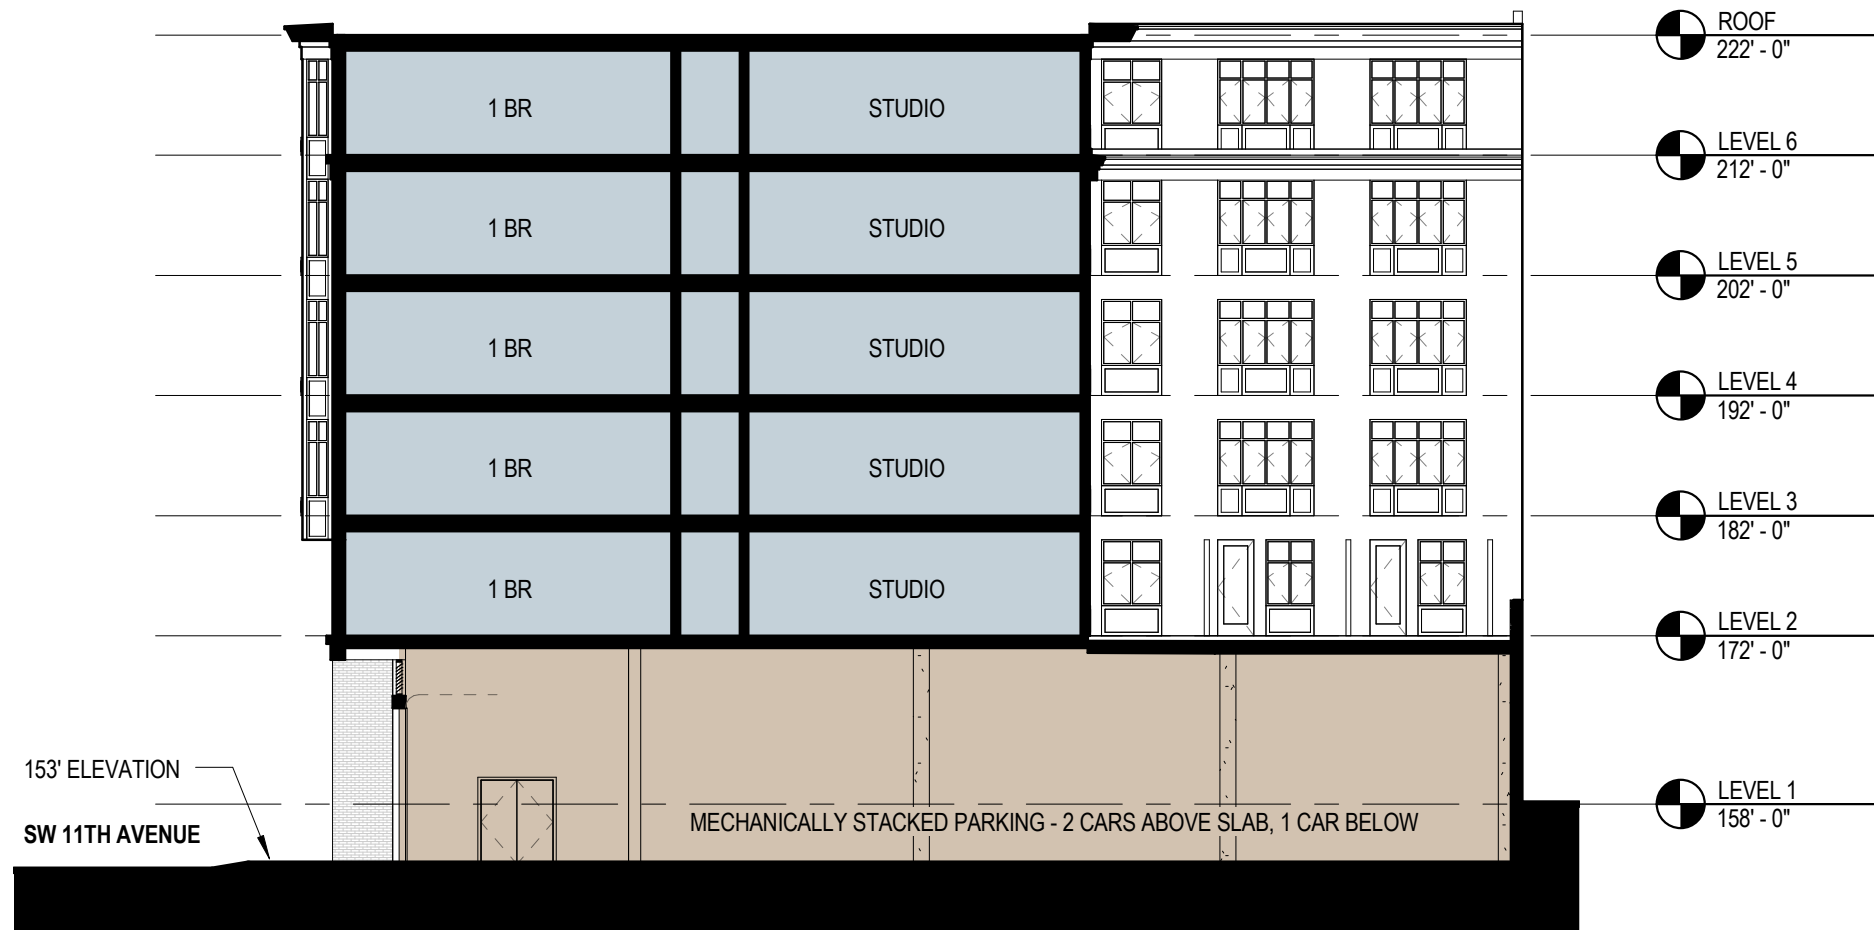 ROOF
222' - 0"
1 BR
STUDIO
LEVEL 6
212' - 0"
1 BR
STUDIO
LEVEL 5
202' - 0"
1 BR
STUDIO
LEVEL 4
192' - 0"
1 BR
STUDIO
LEVEL 3
182' - 0"
1 BR
STUDIO
LEVEL 2
172' - 0"
153' ELEVATION
SW 11TH AVENUE
MECHANICALLY STACKED PARKING - 2 CARS ABOVE SLAB, 1 CAR BELOW
LEVEL 1
158' - 0"